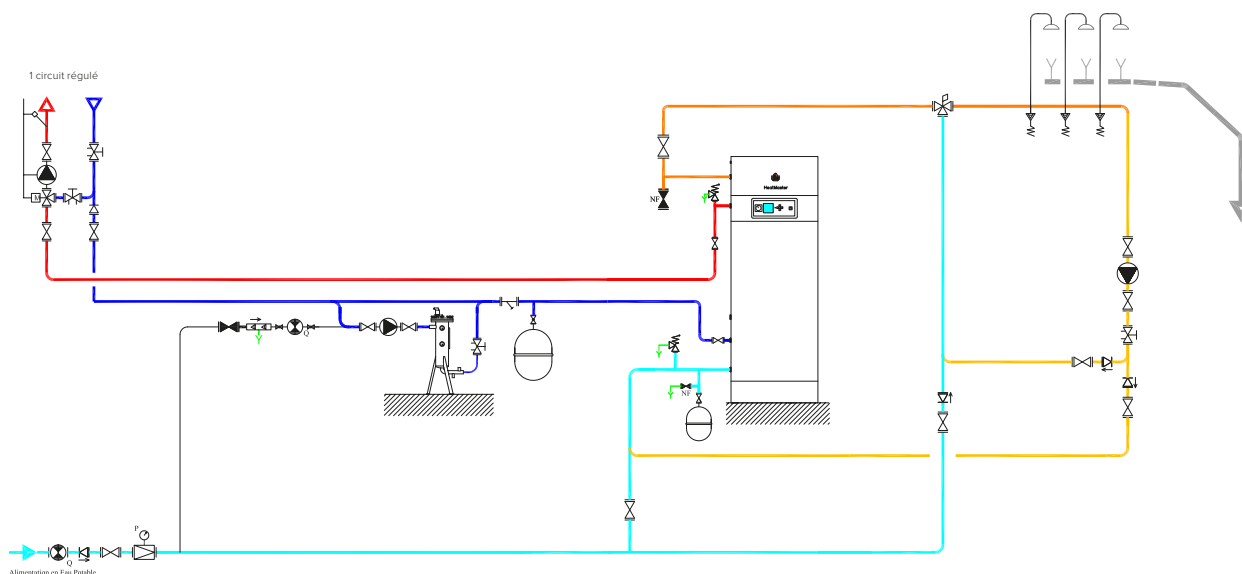 1 circuit régulé
M
NF
HeatMaster
Q
NF
P
Q
Alimentation en Eau Potable